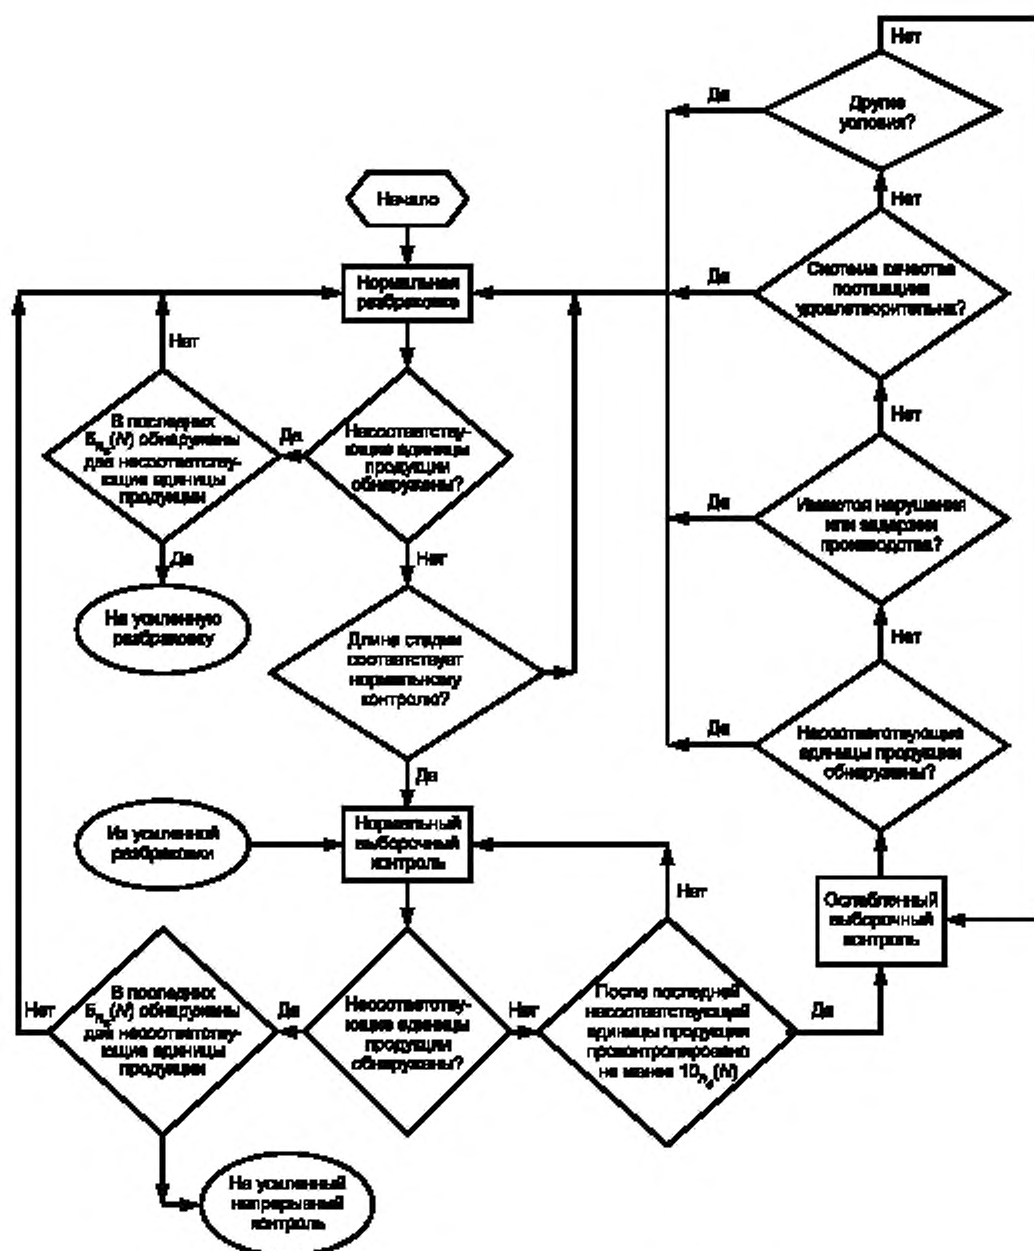 Нет
Да
Другие
условия?
Начало
Нет
Нормальная
разбраковка
Да
Система качества
поставщика
удовлетворительна?
Нет
Нет
В последних
5n0(N) обнаружены
две несоответству-
ющие единицы
продукции
Да
Несоответству-
ющие единицы
продукции
обнаружены?
Да
Имеются нарушения
или задержки
производства?
Да
Нет
На усиленную
разбраковку
Длина стадии
соответствует
нормальному
контролю?
Нет
Да
Несоответствующие
единицы продукции
обнаружены?
Да
Из усиленной
разбраковки
Нормальный
выборочный
контроль
Нет
Ослабленный
выборочный
контроль
Нет
В последних
5n0(N) обнаружены
две несоответству-
ющие единицы
продукции
Да
Несоответству-
ющие единицы
продукции
обнаружены?
Нет
После последней
несоответствующей
единицы продукции
проконтролировано
не менее 10n0(N)
Да
На усиленный
непрерывный
контроль